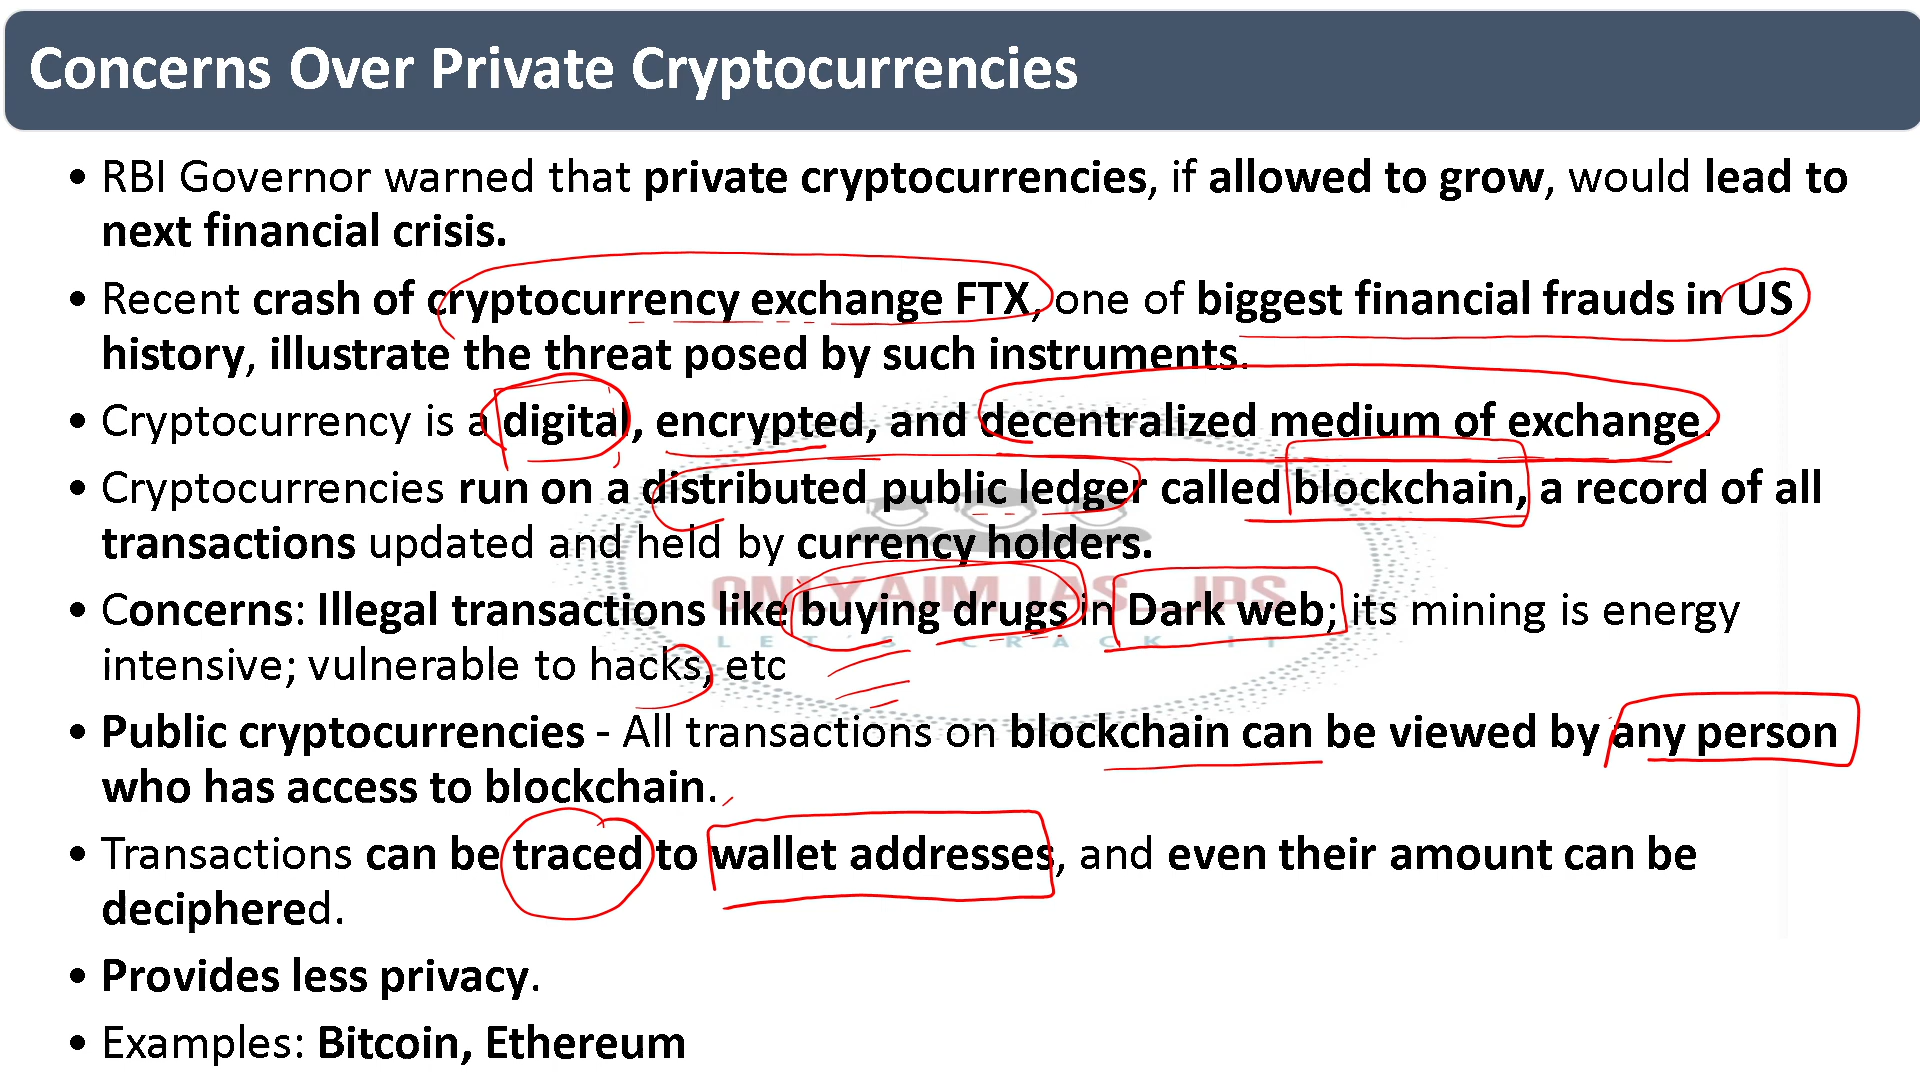 Concerns Over Private Cryptocurrencies
• RBI Governor warned that private cryptocurrencies, if allowed to grow, would lead to
next financial crisis.
• Recent crash of cryptocurrency exchange FTX, one of biggest financial frauds in US
history, illustrate the threat posed by such instruments.
• Cryptocurrency is a digital, encrypted, and decentralized medium of exchange.
• Cryptocurrencies run on a distributed public ledger called blockchain, a record of all
transactions updated and held by currency holders.
ONLYAIM IAS_IPS
• Concerns: Illegal transactions like buying drugs in Dark web; its mining is energy
LET'S CRACK IT
intensive; vulnerable to hacks, etc
• Public cryptocurrencies - All transactions on blockchain can be viewed by any person
who has access to blockchain.
• Transactions can be traced to wallet addresses, and even their amount can be
deciphered.
• Provides less privacy.
• Examples: Bitcoin, Ethereum